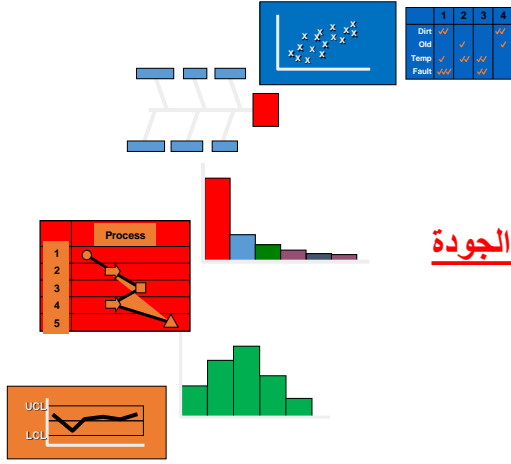 1 2 3 4
Dirt ✓✓ ✓✓
Old ✓ ✓
Temp ✓ ✓✓ ✓✓
Fault ✓✓✓ ✓✓
x x x x x x x x x x x x x x x x x x
الجودة
Process
1
2
3
4
5
UCL
LCL